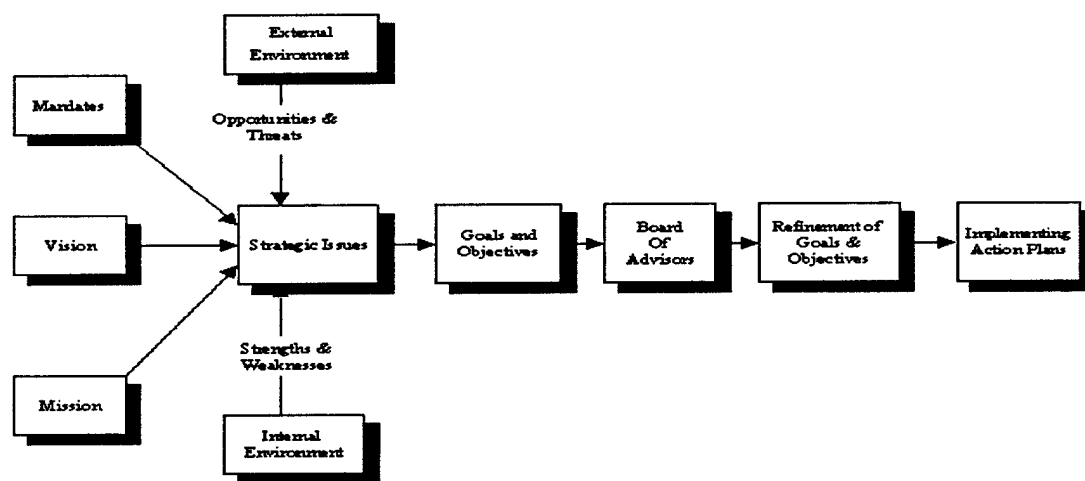 External
Environment
Mandates
Opportunities &
Threats
Vision
Strategic Issues
Goals and
Objectives
Board
Of
Advisors
Refinement of
Goals &
Objectives
Implementing
Action Plans
Strengths &
Weaknesses
Mission
Internal
Environment